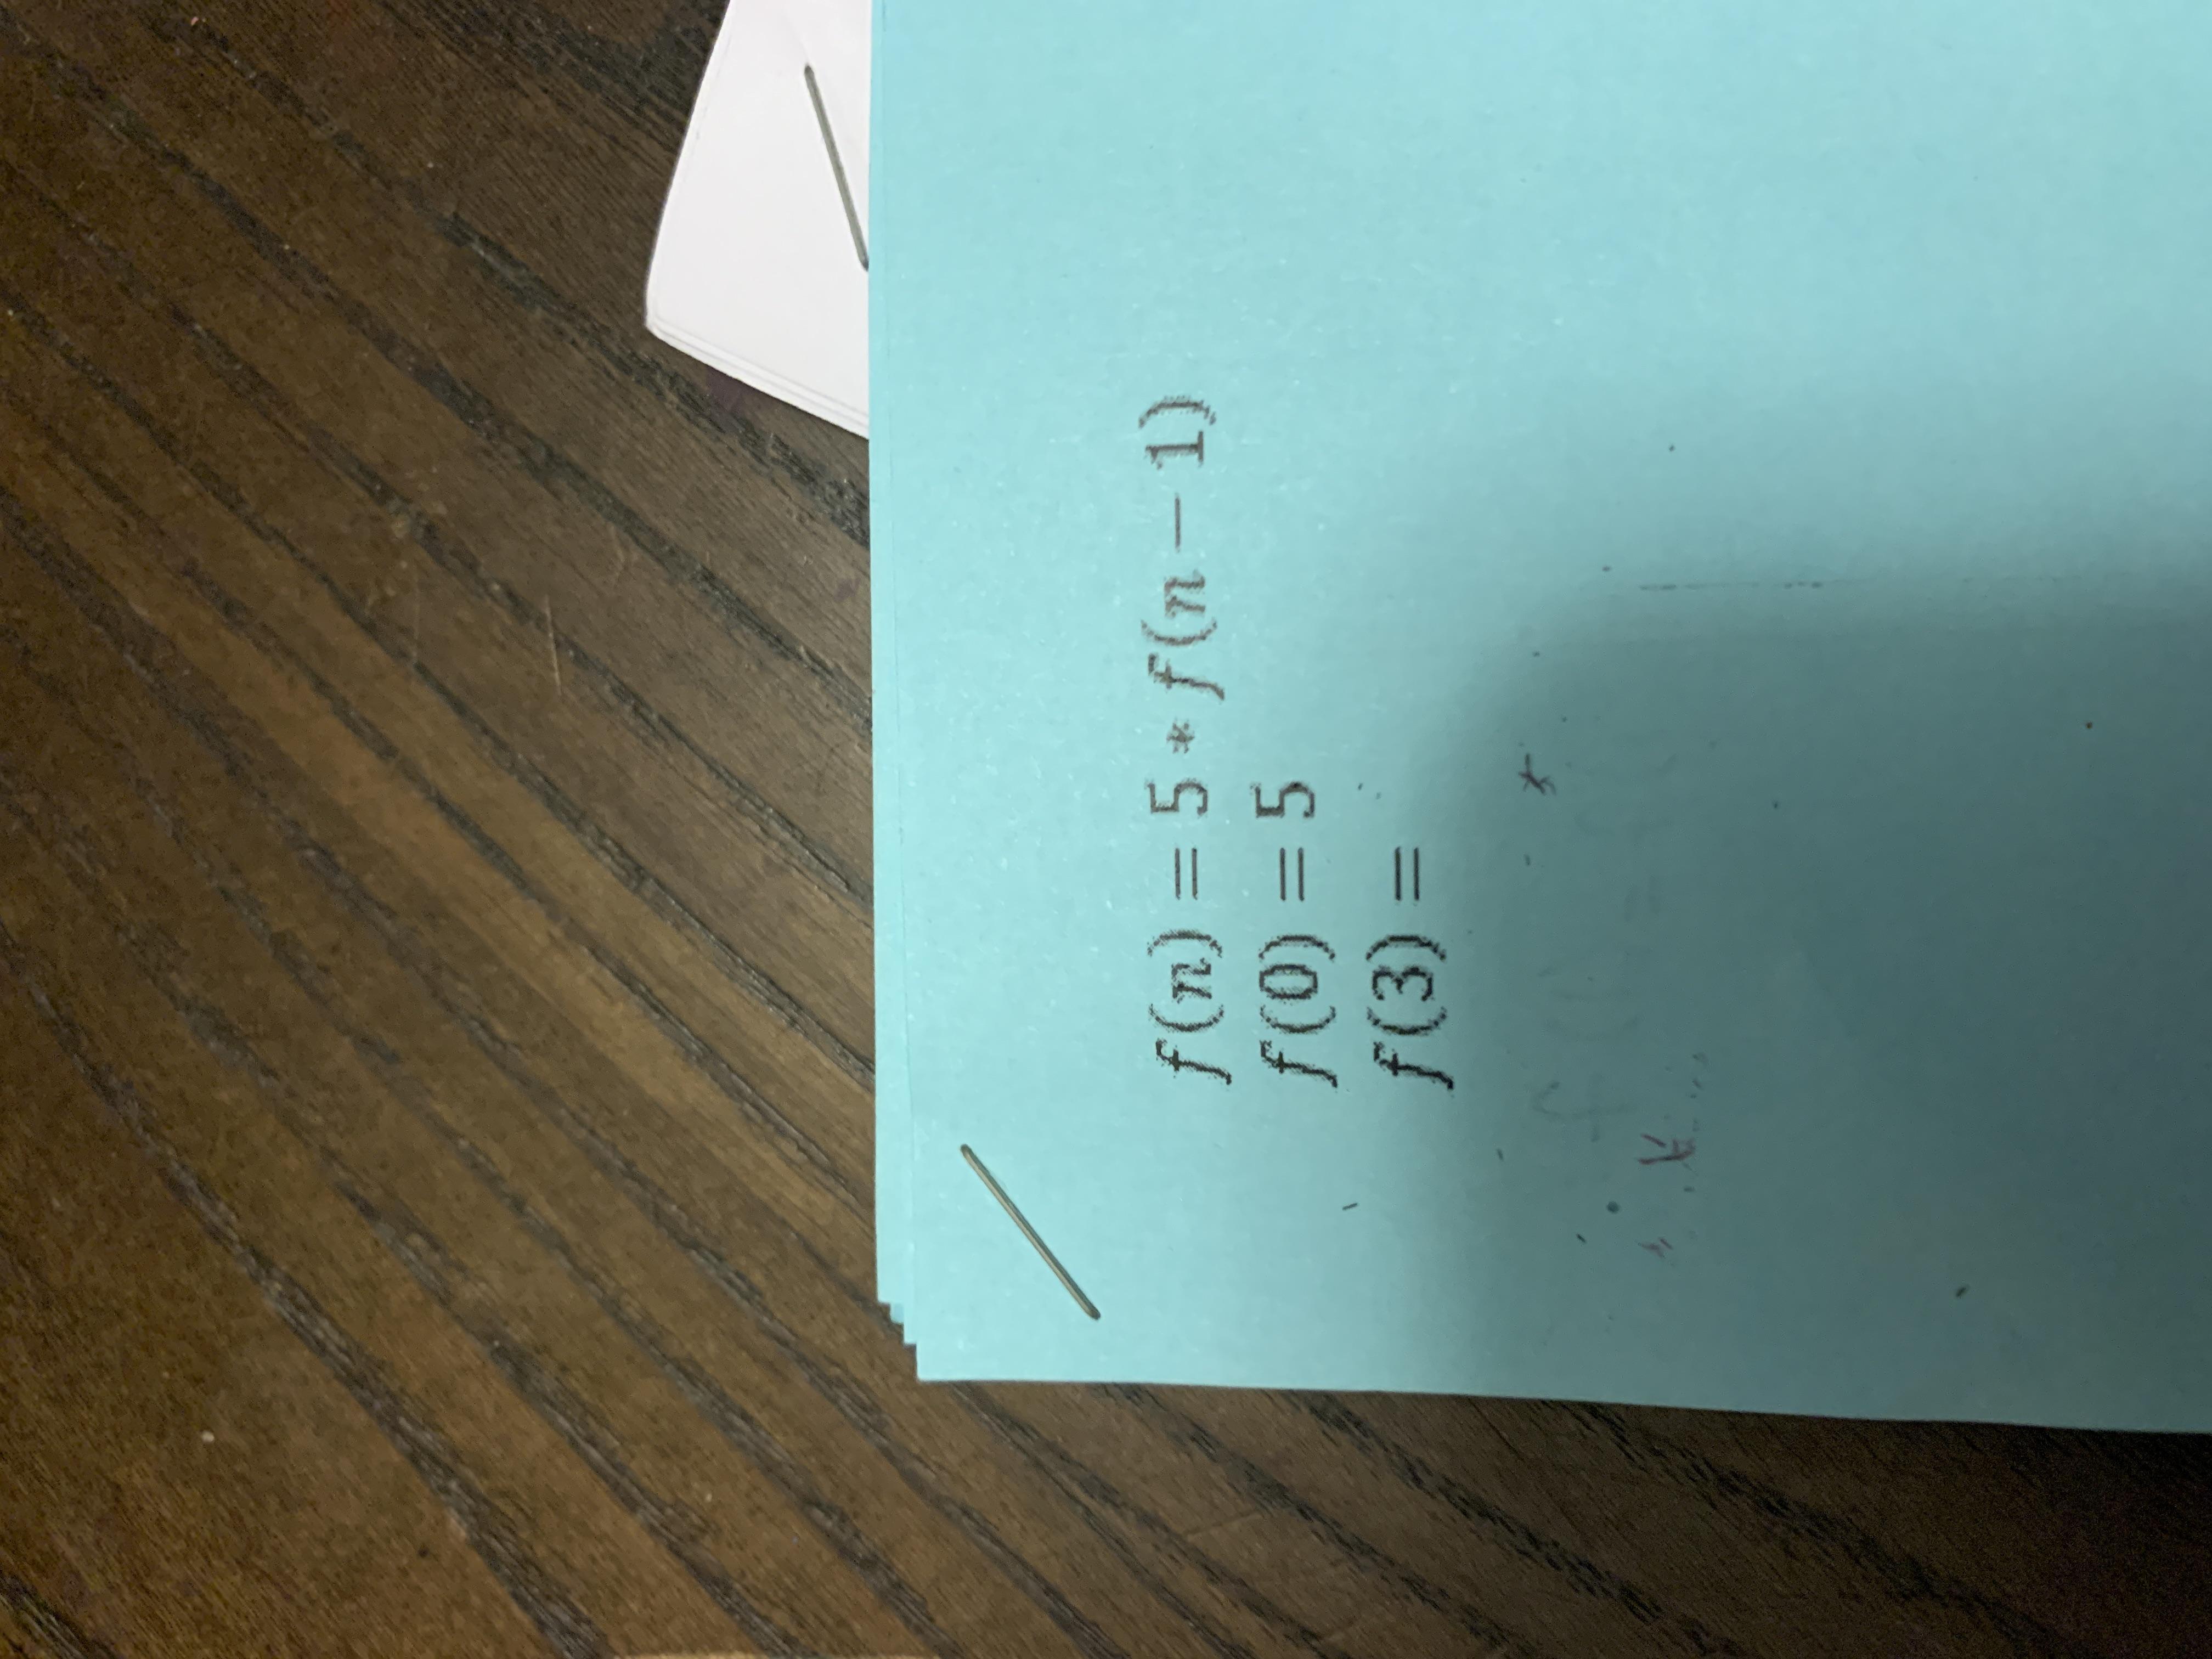 f(n) = 5 * f(n − 1)
f(0) = 5
f(3) =